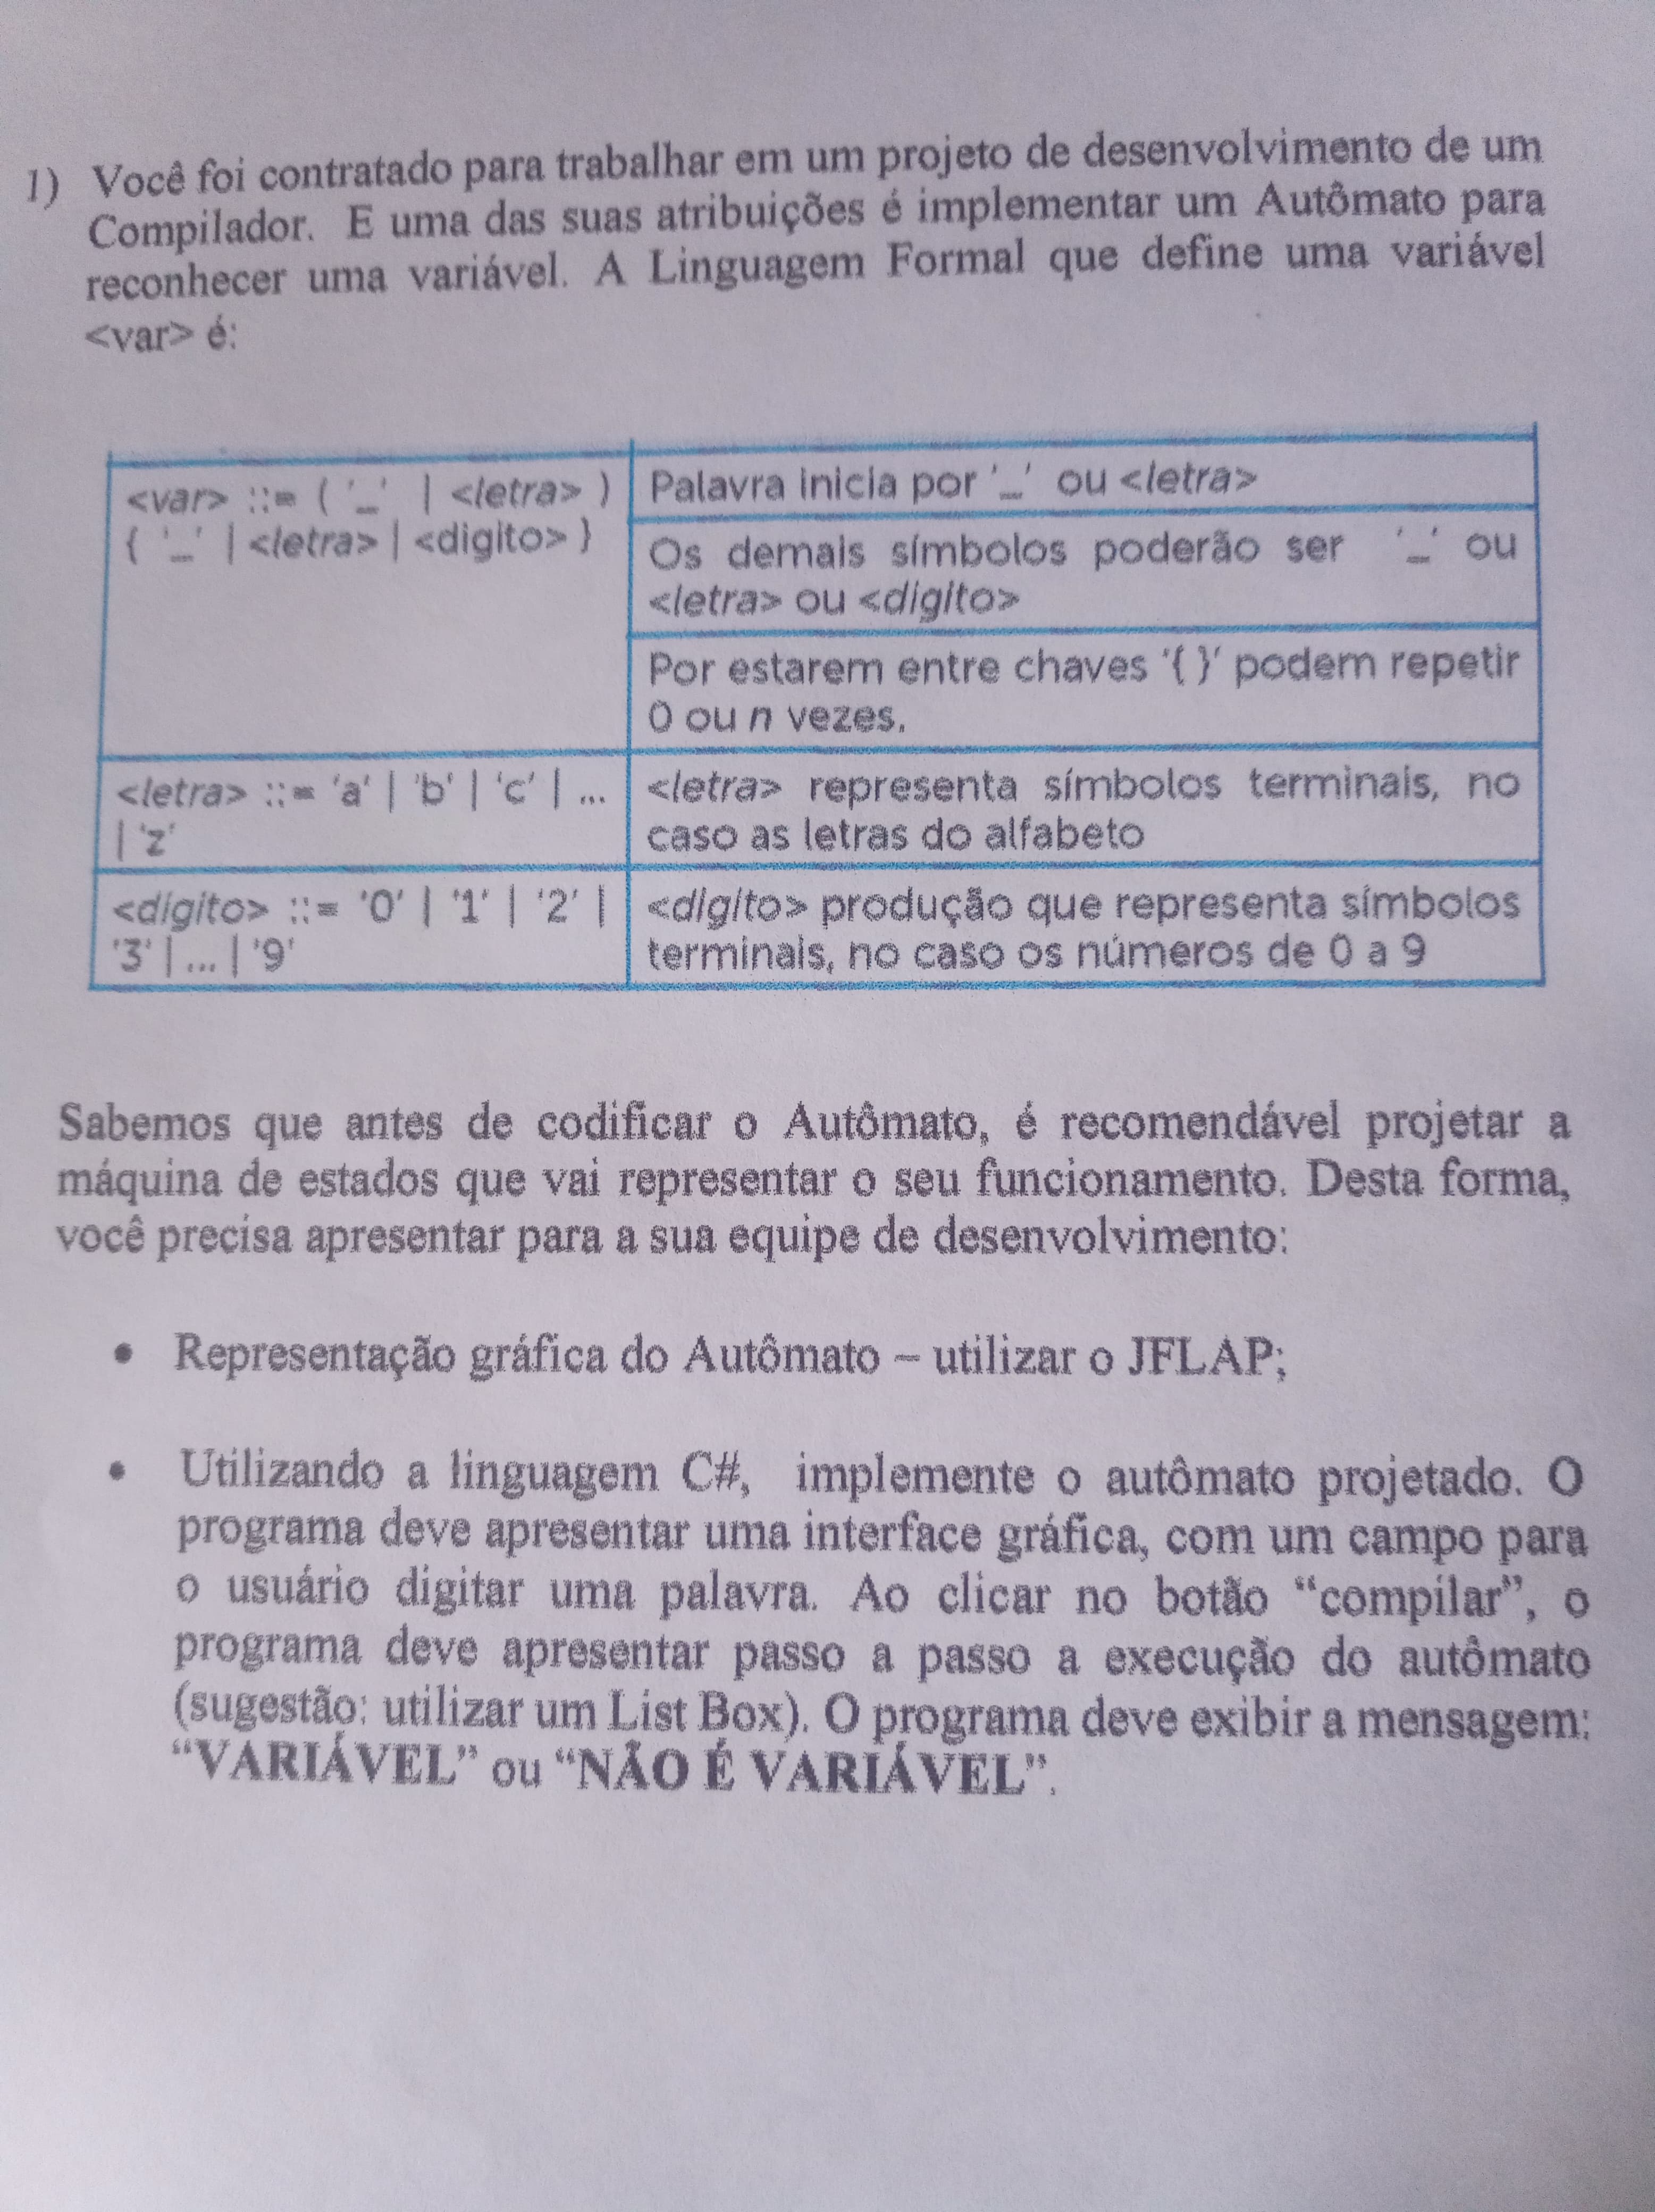 1) Você foi contratado para trabalhar em um projeto de desenvolvimento de um
Compilador. E uma das suas atribuições é implementar um Autômato para
reconhecer uma variável. A Linguagem Formal que define uma variável
<var> é:
<var> ::= ( '_' | <letra> )
{ '_' | <letra> | <digito> }
Palavra inicia por '_' ou <letra>
Os demais símbolos poderão ser '_' ou
<letra> ou <digito>
Por estarem entre chaves '{ }' podem repetir
0 ou n vezes.
<letra> ::= 'a' | 'b' | 'c' | ...
| 'z'
<letra> representa símbolos terminais, no
caso as letras do alfabeto
<digito> ::= '0' | '1' | '2' |
'3' | ... | '9'
<digito> produção que representa símbolos
terminais, no caso os números de 0 a 9
Sabemos que antes de codificar o Autômato, é recomendável projetar a
máquina de estados que vai representar o seu funcionamento. Desta forma,
você precisa apresentar para a sua equipe de desenvolvimento:
• Representação gráfica do Autômato – utilizar o JFLAP;
• Utilizando a linguagem C#, implemente o autômato projetado. O
programa deve apresentar uma interface gráfica, com um campo para
o usuário digitar uma palavra. Ao clicar no botão “compilar”, o
programa deve apresentar passo a passo a execução do autômato
(sugestão: utilizar um List Box). O programa deve exibir a mensagem:
“VARIÁVEL” ou “NÃO É VARIÁVEL”.